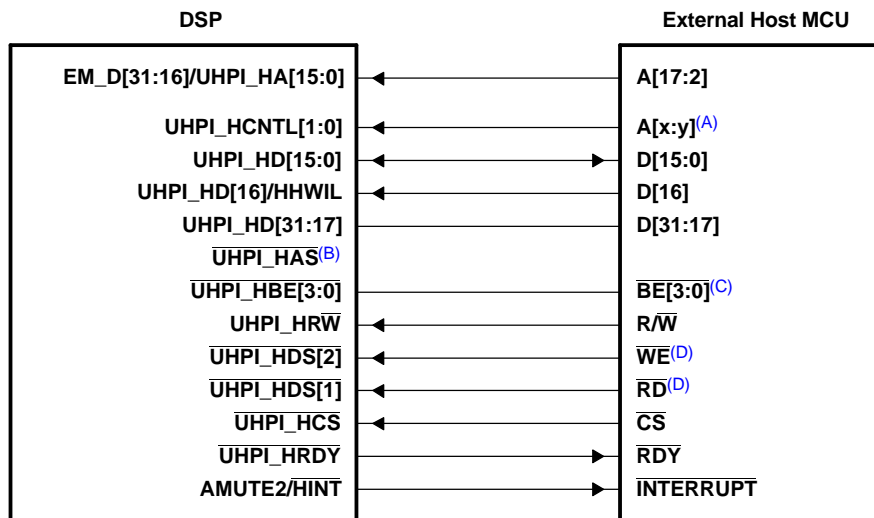 DSP External Host MCU
EM_D[31:16]/UHPI_HA[15:0] A[17:2]
UHPI_HCNTL[1:0] A[x:y](A)
UHPI_HD[15:0] D[15:0]
UHPI_HD[16]/HHWIL D[16]
UHPI_HD[31:17] D[31:17]
UHPI_HAS(B)
UHPI_HBE[3:0] BE[3:0](C)
UHPI_HRW R/W
UHPI_HDS[2] WE(D)
UHPI_HDS[1] RD(D)
UHPI_HCS CS
UHPI_HRDY RDY
AMUTE2/HINT INTERRUPT